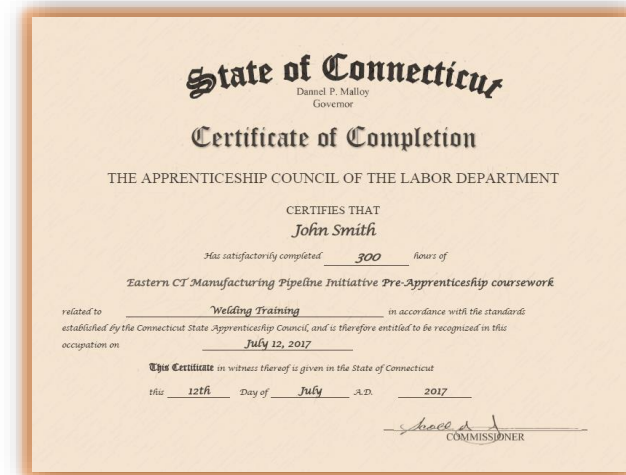 State of Connecticut
Dannel P. Malloy
Governor
Certificate of Completion
THE APPRENTICESHIP COUNCIL OF THE LABOR DEPARTMENT
CERTIFIES THAT
John Smith
Has satisfactorily completed 300 hours of
Eastern CT Manufacturing Pipeline Initiative Pre-Apprenticeship coursework
related to Welding Training in accordance with the standards
established by the Connecticut State Apprenticeship Council, and is therefore entitled to be recognized in this
occupation on July 12, 2017
This Certificate in witness thereof is given in the State of Connecticut
this 12th Day of July A.D. 2017
COMMISSIONER